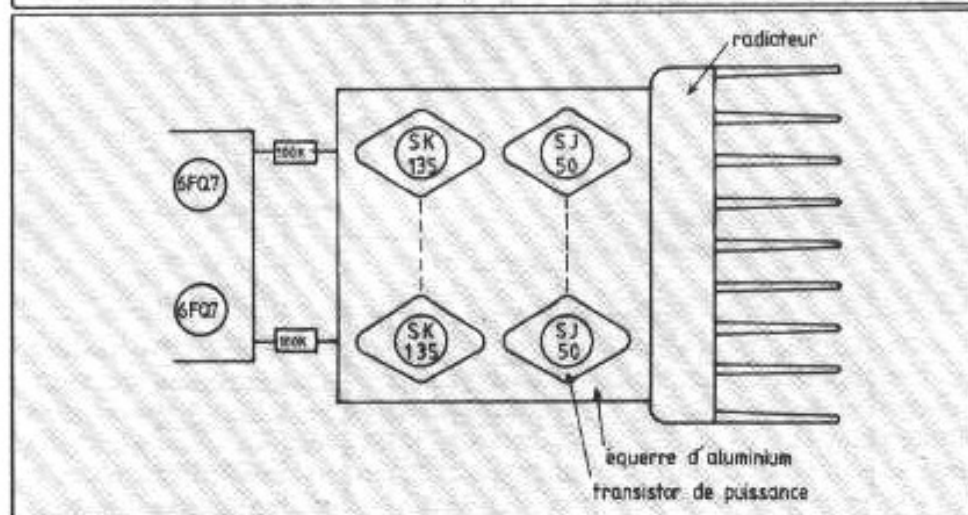 radiateur
SK
135
SJ
50
100K
6FQ7
6FQ7
100K
SK
135
SJ
50
équerre d'aluminium
transistor de puissance